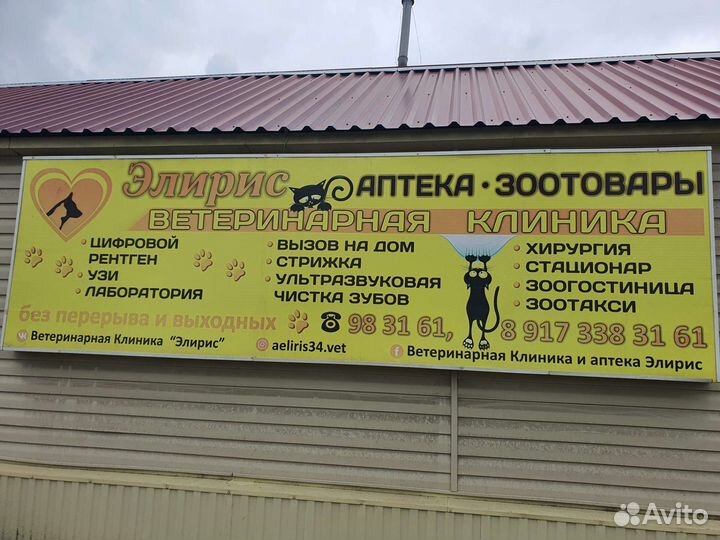 Элирис АПТЕКА • ЗООТОВАРЫ
ВЕТЕРИНАРНАЯ КЛИНИКА
• ЦИФРОВОЙ
РЕНТГЕН
• УЗИ
• ЛАБОРАТОРИЯ
• ВЫЗОВ НА ДОМ
• СТРИЖКА
• УЛЬТРАЗВУКОВАЯ
ЧИСТКА ЗУБОВ
• ХИРУРГИЯ
• СТАЦИОНАР
• ЗООГОСТИНИЦА
• ЗООТАКСИ
без перерыва и выходных 98 31 61, 8 917 338 31 61
Ветеринарная Клиника "Элирис" aeliris34.vet Ветеринарная Клиника и аптека Элирис
Avito